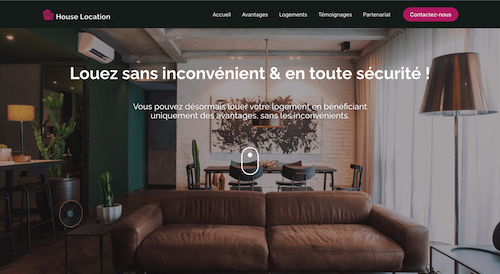 House Location
Accueil Avantages Logements Témoignages Partenariat Contactez-nous
Louez sans inconvénient & en toute sécurité !
Vous pouvez désormais louer votre logement en bénéficiant
uniquement des avantages, sans les inconvénients.